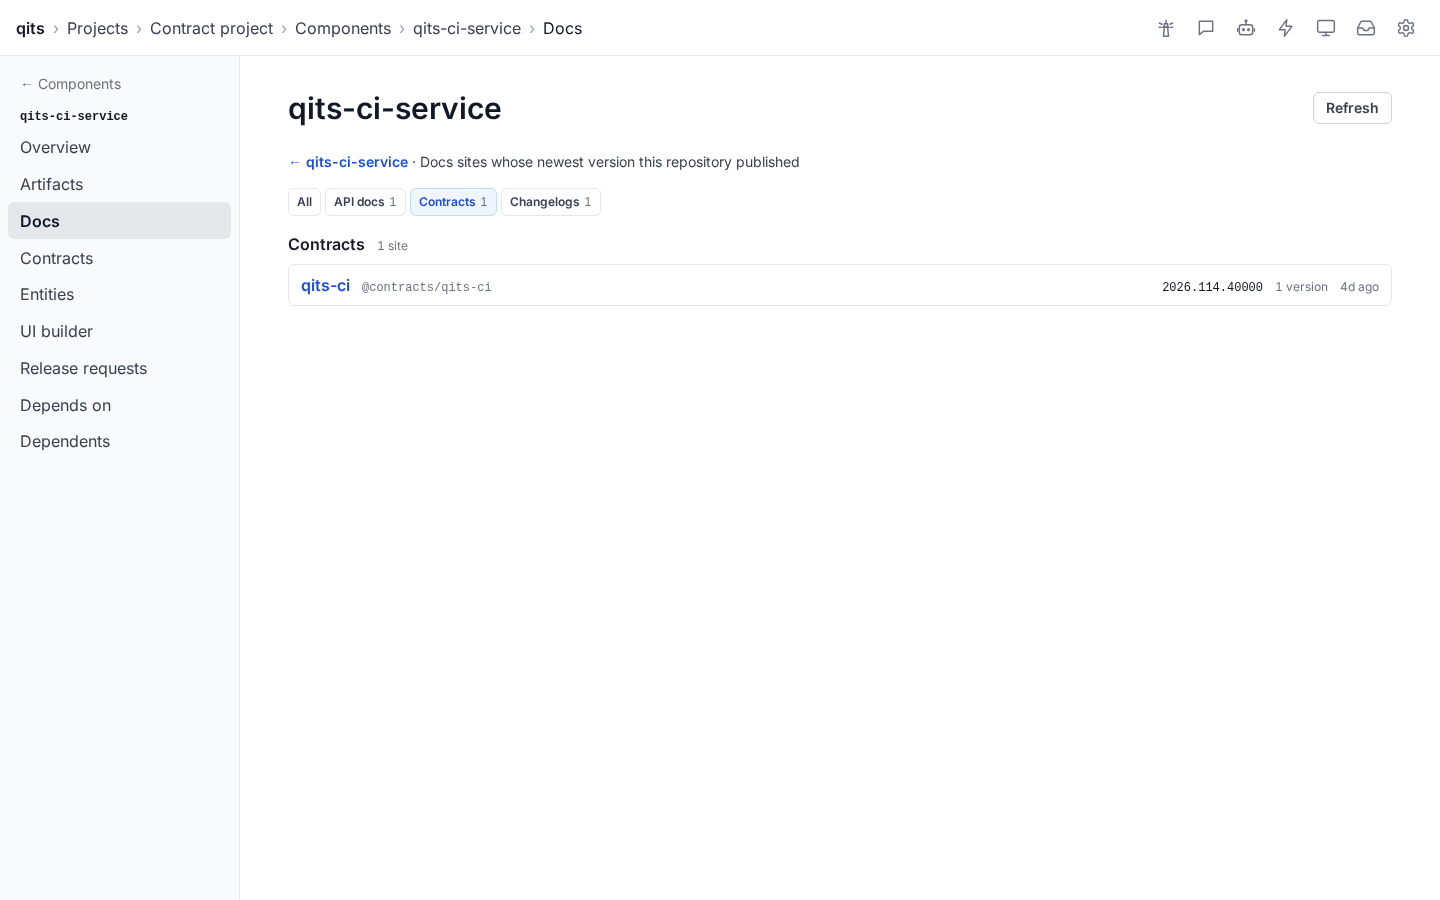 qits › Projects › Contract project › Components › qits-ci-service › Docs
← Components
qits-ci-service
Overview
Artifacts
Docs
Contracts
Entities
UI builder
Release requests
Depends on
Dependents
qits-ci-service
Refresh
← qits-ci-service · Docs sites whose newest version this repository published
All API docs 1 Contracts 1 Changelogs 1
Contracts 1 site
qits-ci @contracts/qits-ci 2026.114.40000 1 version 4d ago